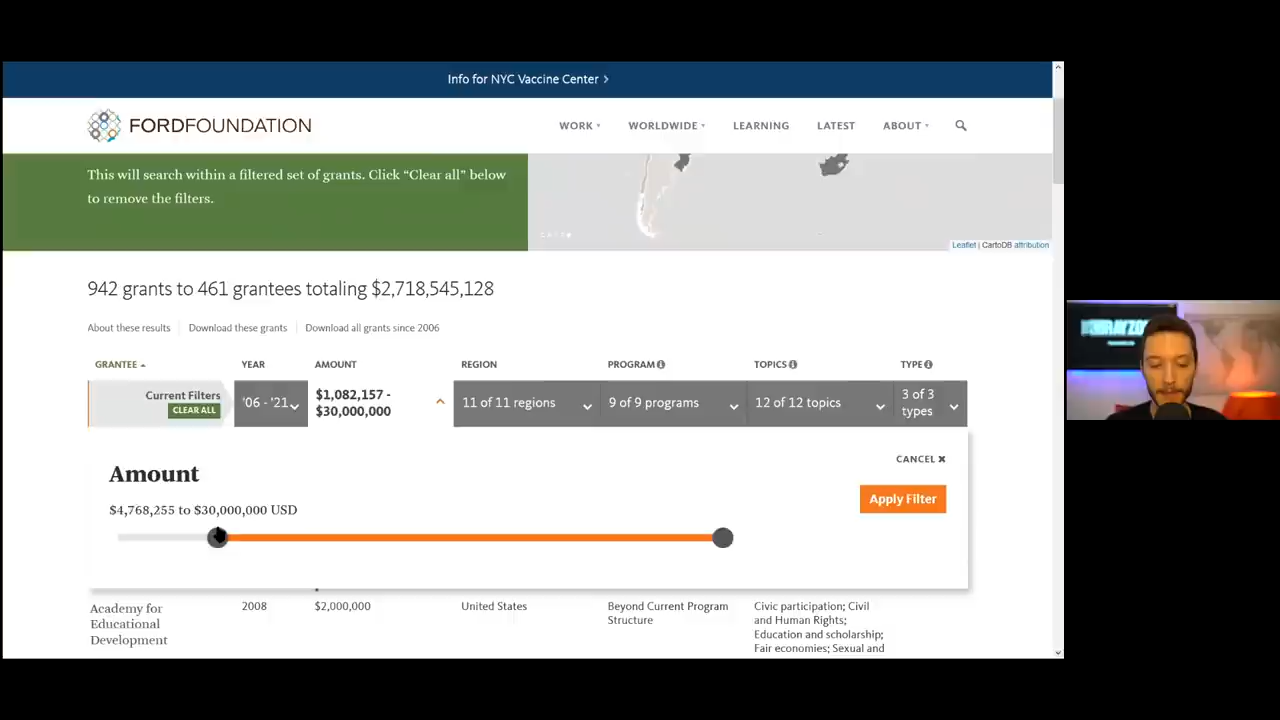 Info for NYC Vaccine Center >
FORDFOUNDATION
WORK
WORLDWIDE
LEARNING
LATEST
ABOUT
This will search within a filtered set of grants. Click “Clear all” below
to remove the filters.
Leaflet | CartoDB attribution
942 grants to 461 grantees totaling $2,718,545,128
About these results
Download these grants
Download all grants since 2006
GRANTEE
YEAR
AMOUNT
REGION
PROGRAM
TOPICS
TYPE
Current Filters
CLEAR ALL
'06 - '21
$1,082,157 -
$30,000,000
11 of 11 regions
9 of 9 programs
12 of 12 topics
3 of 3
types
CANCEL ✖
Amount
$4,768,255 to $30,000,000 USD
Apply Filter
Academy for
Educational
Development
2008
$2,000,000
United States
Beyond Current Program
Structure
Civic participation; Civil
and Human Rights;
Education and scholarship;
Fair economies; Sexual and